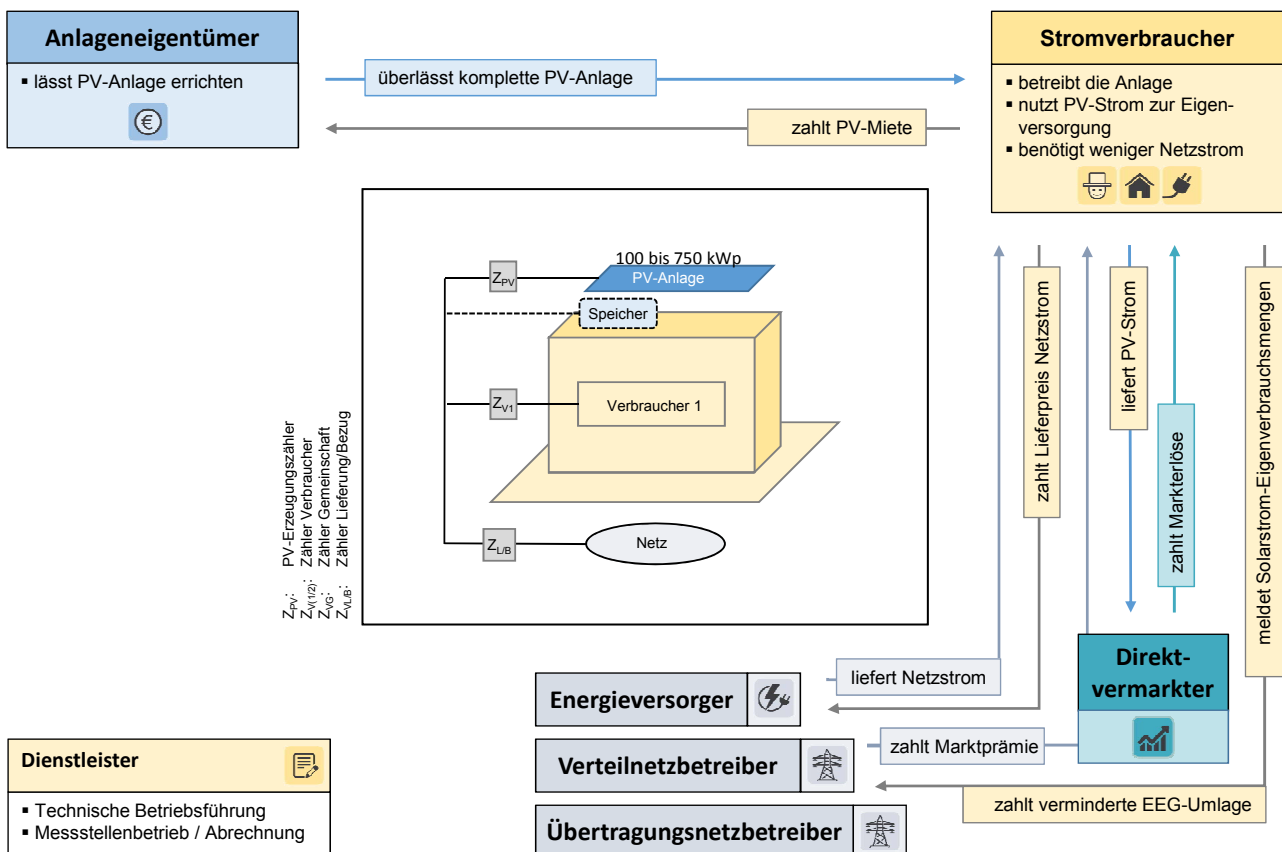 Anlageneigentümer
▪ lässt PV-Anlage errichten
€
überlässt komplette PV-Anlage
zahlt PV-Miete
Stromverbraucher
▪ betreibt die Anlage
▪ nutzt PV-Strom zur Eigen-
versorgung
▪ benötigt weniger Netzstrom
100 bis 750 kWp
PV-Anlage
Z_PV
Speicher
Z_V1
Verbraucher 1
Z_L/B
Netz
Z_PV: PV-Erzeugungszähler
Z_V(1/2): Zähler Verbraucher
Z_VG: Zähler Gemeinschaft
Z_VL/B: Zähler Lieferung/Bezug
zahlt Lieferpreis Netzstrom
liefert PV-Strom
zahlt Markterlöse
meldet Solarstrom-Eigenverbrauchsmengen
Direkt-
vermarkter
liefert Netzstrom
Energieversorger
zahlt Marktprämie
Verteilnetzbetreiber
zahlt verminderte EEG-Umlage
Übertragungsnetzbetreiber
Dienstleister
▪ Technische Betriebsführung
▪ Messstellenbetrieb / Abrechnung